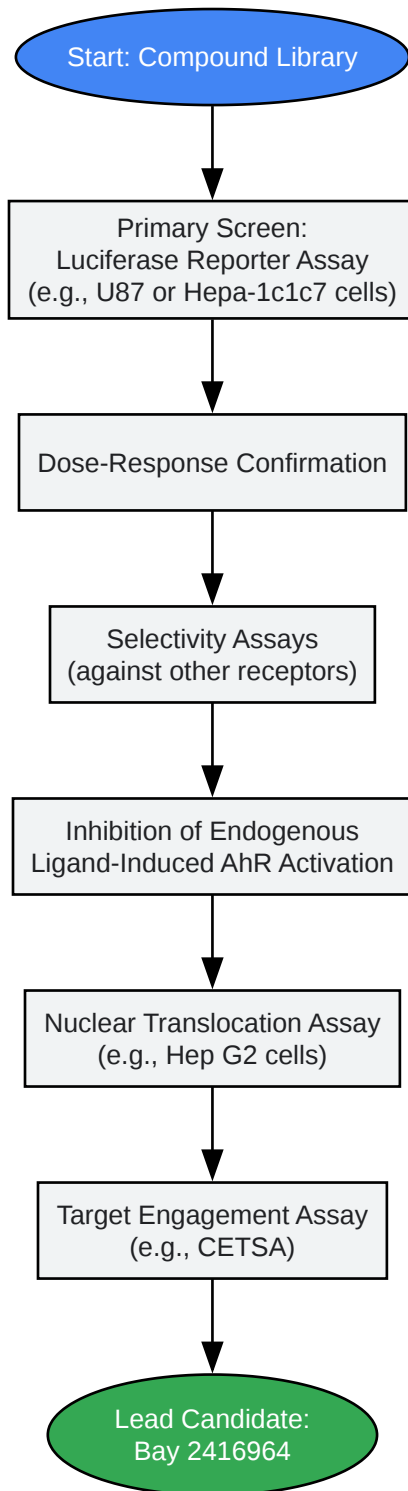 Start: Compound Library
Primary Screen:
Luciferase Reporter Assay
(e.g., U87 or Hepa-1c1c7 cells)
Dose-Response Confirmation
Selectivity Assays
(against other receptors)
Inhibition of Endogenous
Ligand-Induced AhR Activation
Nuclear Translocation Assay
(e.g., Hep G2 cells)
Target Engagement Assay
(e.g., CETSA)
Lead Candidate:
Bay 2416964